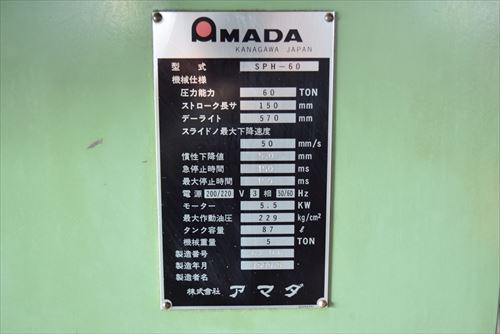 AMADA
KANAGAWA JAPAN
型式 SPH-60
機械仕様
圧力能力 60 TON
ストローク長サ 150 mm
デーライト 570 mm
スライドノ最大下降速度
50 mm/s
慣性下降値 mm
急停止時間 ms
最大停止時間 ms
電源 200/220 V 3 相 50/60 Hz
モーター 5.5 KW
最大作動油圧 229 kg/cm²
タンク容量 87 ℓ
機械重量 5 TON
製造番号
製造年月
製造者名
株式会社 アマダ